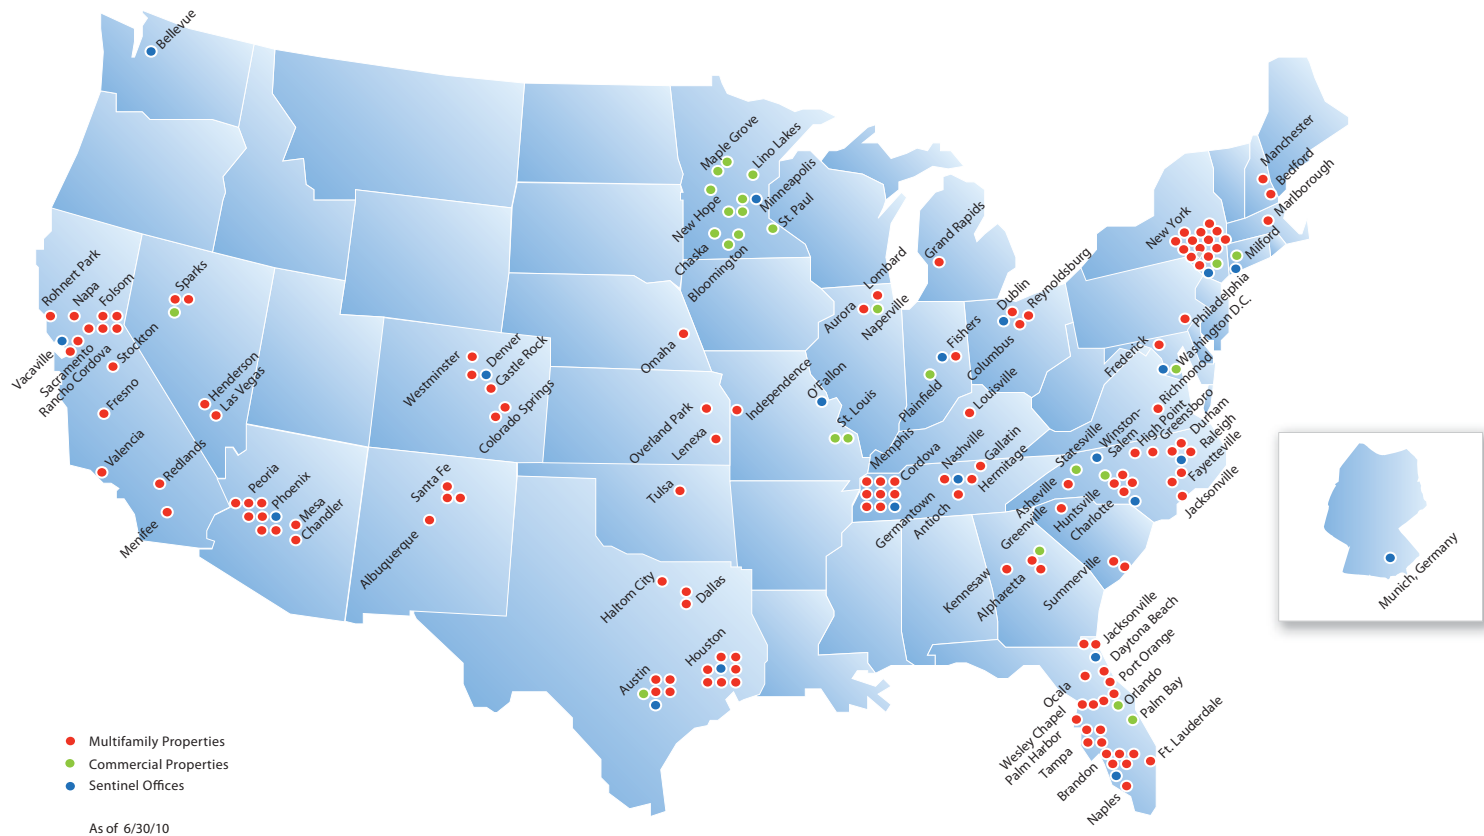 Bellevue
Maple Grove
Lino Lakes
Minneapolis
New Hope
St. Paul
Chaska
Bloomington
Manchester
Bedford
Marlborough
New York
Milford
Grand Rapids
Lombard
Aurora
Naperville
Dublin
Reynoldsburg
Columbus
Philadelphia
Washington D.C.
Frederick
Richmond
Rohnert Park
Napa
Folsom
Sparks
Vacaville
Sacramento
Rancho Cordova
Stockton
Fresno
Henderson
Las Vegas
Valencia
Redlands
Menifee
Peoria
Phoenix
Mesa
Chandler
Westminster
Denver
Castle Rock
Colorado Springs
Santa Fe
Albuquerque
Omaha
Overland Park
Lenexa
Independence
O'Fallon
St. Louis
Tulsa
Fishers
Plainfield
Louisville
Memphis
Cordova
Germantown
Nashville
Gallatin
Hermitage
Antioch
Statesville
Winston-
Salem
High Point
Greensboro
Durham
Raleigh
Fayetteville
Jacksonville
Asheville
Greenville
Huntsville
Charlotte
Kennesaw
Alpharetta
Summerville
Haltom City
Dallas
Houston
Austin
Jacksonville
Daytona Beach
Port Orange
Ocala
Orlando
Palm Bay
Wesley Chapel
Palm Harbor
Tampa
Brandon
Ft. Lauderdale
Naples
Munich, Germany
Multifamily Properties
Commercial Properties
Sentinel Offices
As of 6/30/10